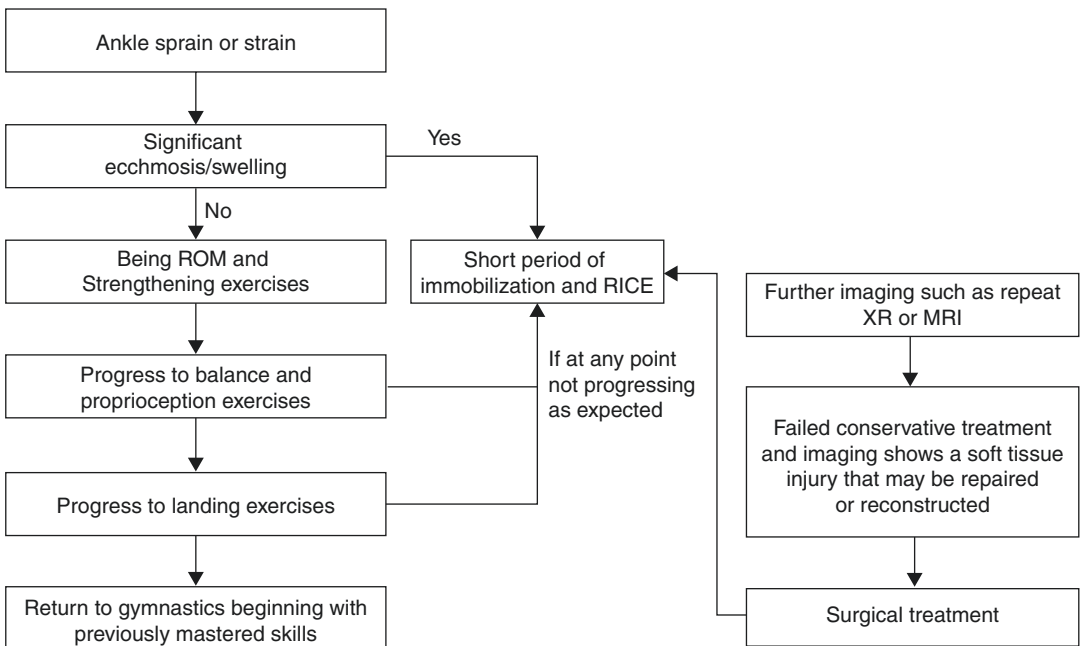 Ankle sprain or strain
Significant
ecchmosis/swelling
Yes
No
Being ROM and
Strengthening exercises
Short period of
immobilization and RICE
Progress to balance and
proprioception exercises
If at any point
not progressing
as expected
Progress to landing exercises
Return to gymnastics beginning with
previously mastered skills
Further imaging such as repeat
XR or MRI
Failed conservative treatment
and imaging shows a soft tissue
injury that may be repaired
or reconstructed
Surgical treatment